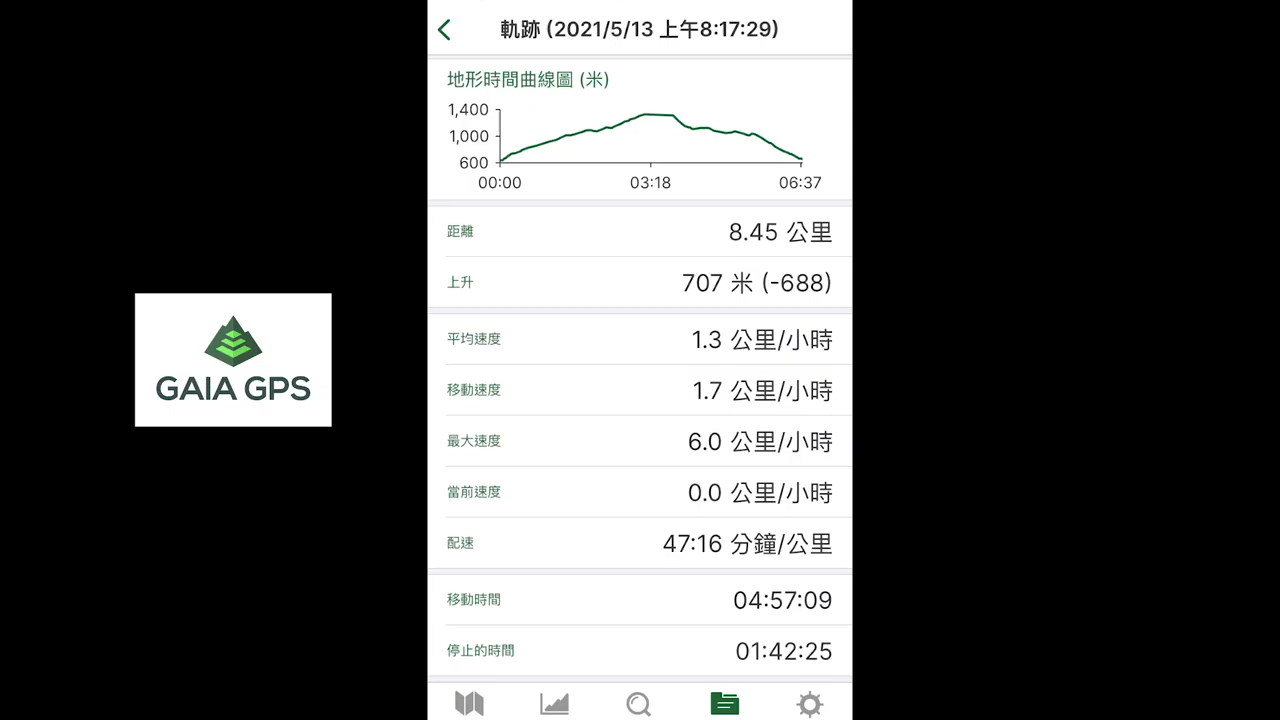 軌跡 (2021/5/13 上午8:17:29)
地形時間曲線圖 (米)
1,400
1,000
600
00:00 03:18 06:37
距離 8.45 公里
上升 707 米 (-688)
平均速度 1.3 公里/小時
移動速度 1.7 公里/小時
最大速度 6.0 公里/小時
當前速度 0.0 公里/小時
配速 47:16 分鐘/公里
移動時間 04:57:09
停止的時間 01:42:25
GAIA GPS